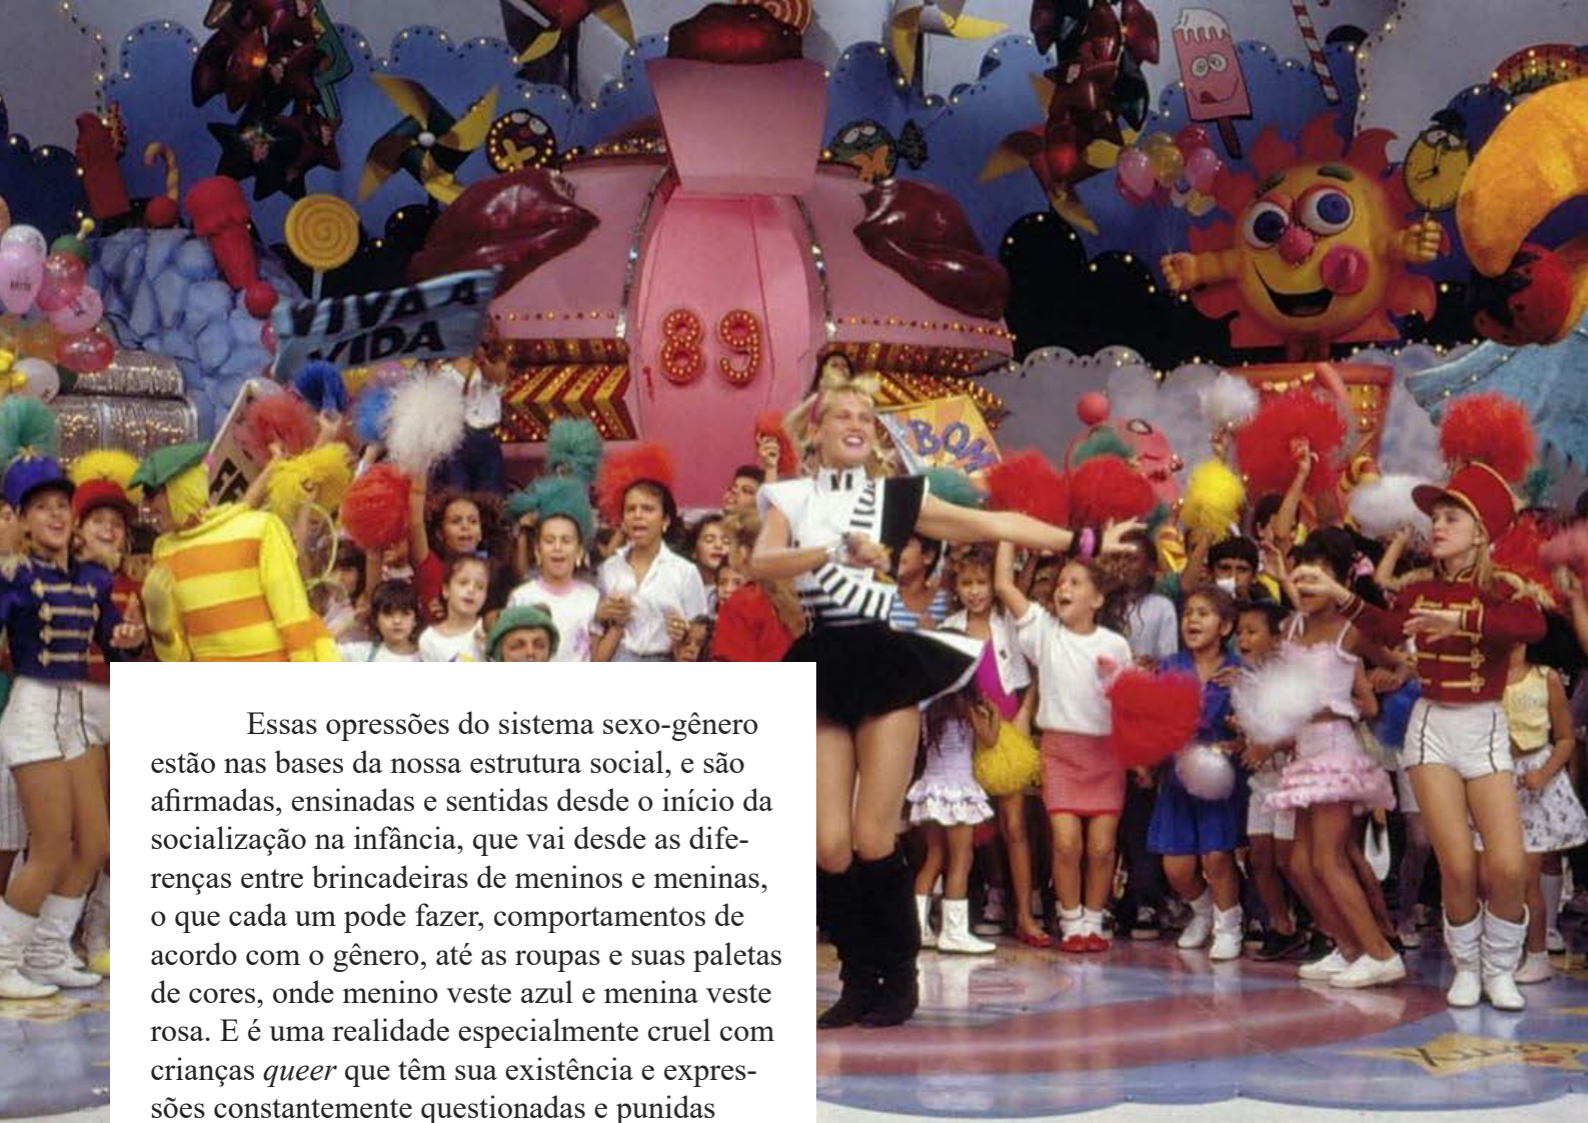 VIVA A
VIDA
89
BOM
Essas opressões do sistema sexo-gênero
estão nas bases da nossa estrutura social, e são
afirmadas, ensinadas e sentidas desde o início da
socialização na infância, que vai desde as dife-
renças entre brincadeiras de meninos e meninas,
o que cada um pode fazer, comportamentos de
acordo com o gênero, até as roupas e suas paletas
de cores, onde menino veste azul e menina veste
rosa. E é uma realidade especialmente cruel com
crianças queer que têm sua existência e expres-
sões constantemente questionadas e punidas